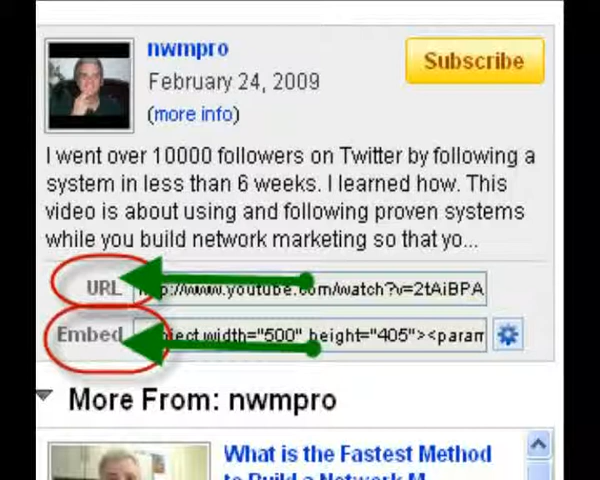 nwmpro
February 24, 2009
(more info)
Subscribe
I went over 10000 followers on Twitter by following a
system in less than 6 weeks. I learned how. This
video is about using and following proven systems
while you build network marketing so that yo...
URL
http://www.youtube.com/watch?v=2tAiBPA
Embed
object width="500" height="405"><param
More From: nwmpro
What is the Fastest Method
to Build a Network M